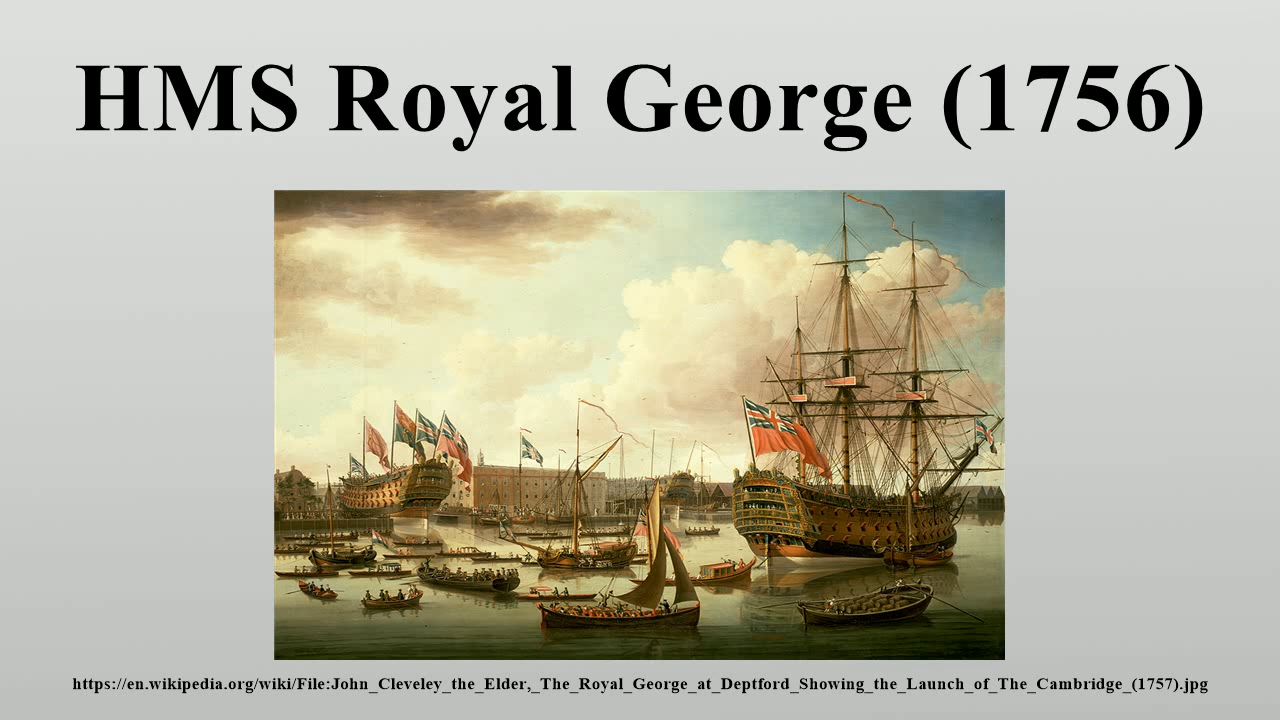 HMS Royal George (1756)
https://en.wikipedia.org/wiki/File:John_Cleveley_the_Elder,_The_Royal_George_at_Deptford_Showing_the_Launch_of_The_Cambridge_(1757).jpg